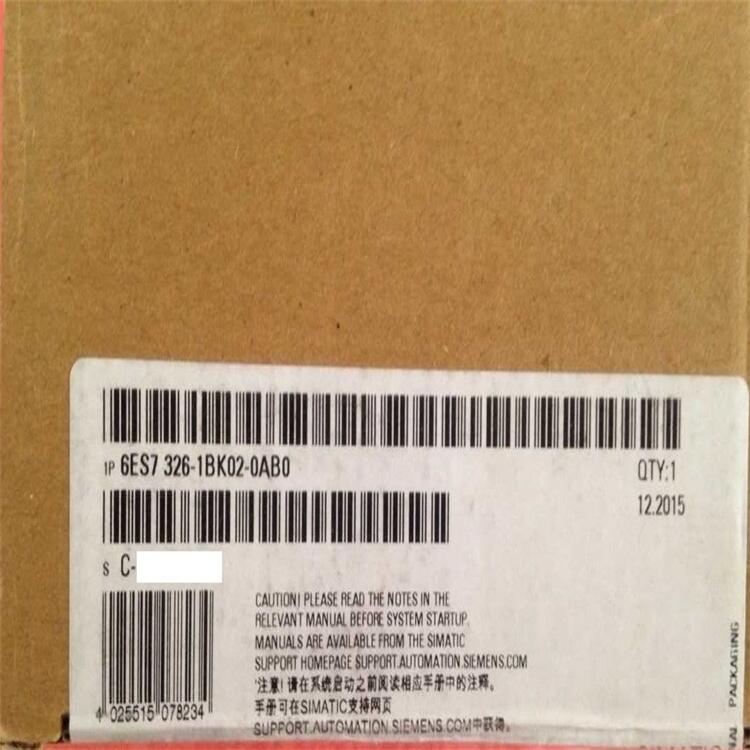 1P 6ES7 326-1BK02-0AB0
QTY:1
12.2015
S C-
CAUTION! PLEASE READ THE NOTES IN THE
RELEVANT MANUAL BEFORE SYSTEM STARTUP.
MANUALS ARE AVAILABLE FROM THE SIMATIC
SUPPORT HOMEPAGE SUPPORT.AUTOMATION.SIEMENS.COM
注意! 请在系统启动之前阅读相应手册中的注释。
手册可在SIMATIC支持网页
SUPPORT.AUTOMATION.SIEMENS.COM中获得。
4 025515 078234
PACKAGING